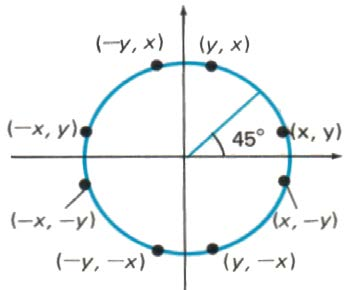 (−y, x) (y, x)
(−x, y) 45° (x, y)
(−x, −y) (x, −y)
(−y, −x) (y, −x)